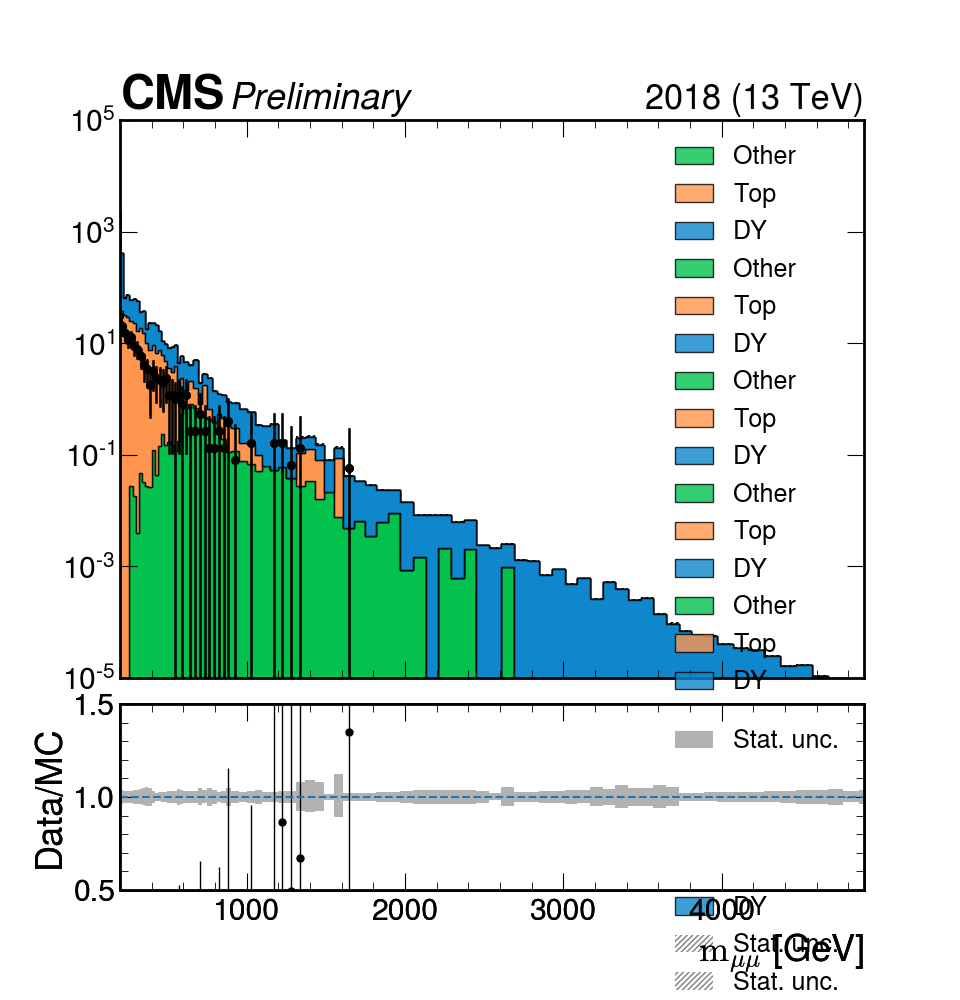 CMS Preliminary 2018 (13 TeV)
10^5
10^3
10^1
10^-1
10^-3
10^-5
Other
Top
DY
Other
Top
DY
Other
Top
DY
Other
Top
DY
Other
Top
DY
Data/MC
1.5
1.0
0.5
Stat. unc.
1000 2000 3000 4000
DY
m_μμ [GeV]
Stat. unc.
Stat. unc.